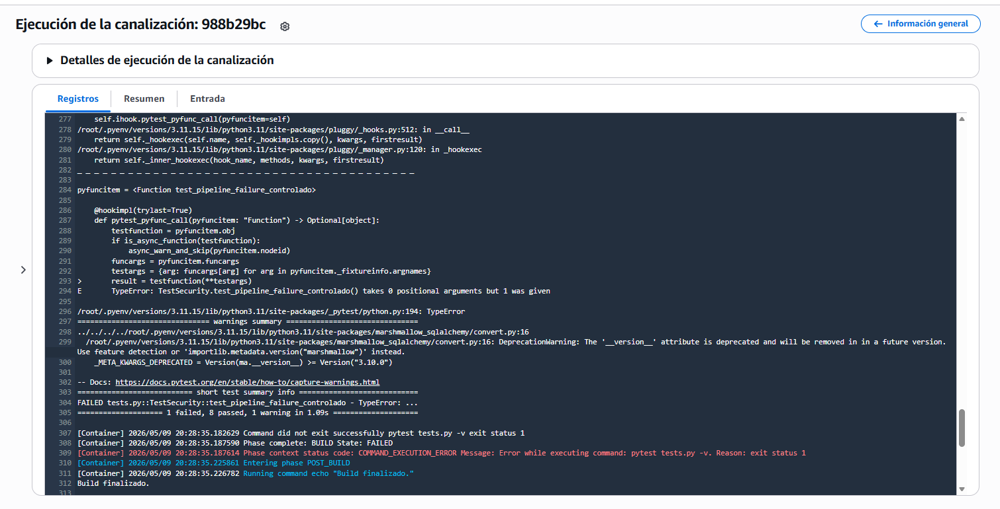 Ejecución de la canalización: 988b29bc
Información general
Detalles de ejecución de la canalización
Registros
Resumen
Entrada
277     self.ihook.pytest_pyfunc_call(pyfuncitem=self)
278 /root/.pyenv/versions/3.11.15/lib/python3.11/site-packages/pluggy/_hooks.py:512: in __call__
279     return self._hookexec(self.name, self._hookimpls.copy(), kwargs, firstresult)
280 /root/.pyenv/versions/3.11.15/lib/python3.11/site-packages/pluggy/_manager.py:120: in _hookexec
281     return self._inner_hookexec(hook_name, methods, kwargs, firstresult)
282 _ _ _ _ _ _ _ _ _ _ _ _ _ _ _ _ _ _ _ _ _ _ _ _ _ _ _ _ _ _ _ _ _ _ _ _ _ _ _ _
283
284 pyfuncitem = <Function test_pipeline_failure_controlado>
285
286     @hookimpl(trylast=True)
287     def pytest_pyfunc_call(pyfuncitem: "Function") -> Optional[object]:
288         testfunction = pyfuncitem.obj
289         if is_async_function(testfunction):
290             async_warn_and_skip(pyfuncitem.nodeid)
291         funcargs = pyfuncitem.funcargs
292         testargs = {arg: funcargs[arg] for arg in pyfuncitem._fixtureinfo.argnames}
293 >       result = testfunction(**testargs)
294 E       TypeError: TestSecurity.test_pipeline_failure_controlado() takes 0 positional arguments but 1 was given
295
296 /root/.pyenv/versions/3.11.15/lib/python3.11/site-packages/_pytest/python.py:194: TypeError
297 =============================== warnings summary ===============================
298 ../../../../root/.pyenv/versions/3.11.15/lib/python3.11/site-packages/marshmallow_sqlalchemy/convert.py:16
299   /root/.pyenv/versions/3.11.15/lib/python3.11/site-packages/marshmallow_sqlalchemy/convert.py:16: DeprecationWarning: The '__version__' attribute is deprecated and will be removed in in a future version.
Use feature detection or 'importlib.metadata.version("marshmallow")' instead.
300     _META_KWARGS_DEPRECATED = Version(ma.__version__) >= Version("3.10.0")
301
302 -- Docs: https://docs.pytest.org/en/stable/how-to/capture-warnings.html
303 =========================== short test summary info ============================
304 FAILED tests.py::TestSecurity::test_pipeline_failure_controlado - TypeError: ...
305 ==================== 1 failed, 8 passed, 1 warning in 1.09s ====================
306
307 [Container] 2026/05/09 20:28:35.182629 Command did not exit successfully pytest tests.py -v exit status 1
308 [Container] 2026/05/09 20:28:35.187590 Phase complete: BUILD State: FAILED
309 [Container] 2026/05/09 20:28:35.187614 Phase context status code: COMMAND_EXECUTION_ERROR Message: Error while executing command: pytest tests.py -v. Reason: exit status 1
310 [Container] 2026/05/09 20:28:35.225861 Entering phase POST_BUILD
311 [Container] 2026/05/09 20:28:35.226782 Running command echo "Build finalizado."
312 Build finalizado.
313